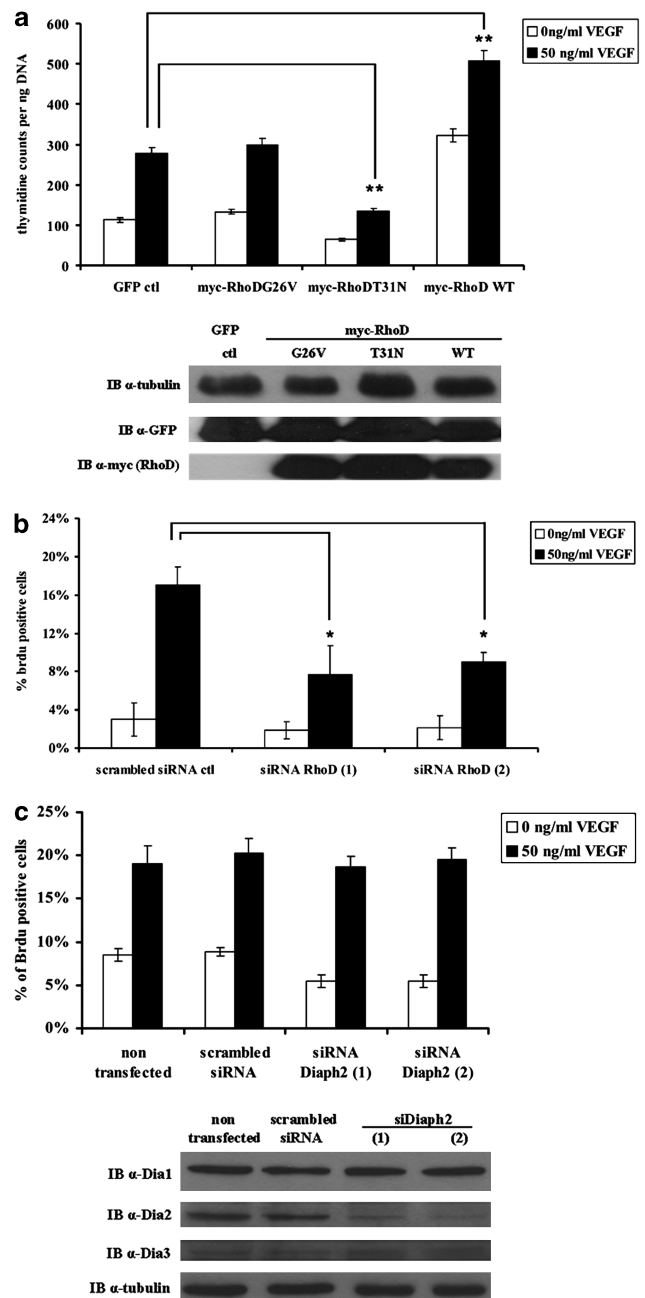 a
600
500
400
300
200
100
0
thymidine counts per ng DNA
**
**
0ng/ml VEGF
50 ng/ml VEGF
GFP ctl
myc-RhoDG26V
myc-RhoDT31N
myc-RhoD WT
GFP
ctl
myc-RhoD
G26V
T31N
WT
IB α-tubulin
IB α-GFP
IB α-myc (RhoD)
b
24%
20%
16%
12%
8%
4%
0%
% brdu positive cells
*
*
0ng/ml VEGF
50ng/ml VEGF
scrambled siRNA ctl
siRNA RhoD (1)
siRNA RhoD (2)
c
25%
20%
15%
10%
5%
0%
% of Brdu positive cells
0 ng/ml VEGF
50 ng/ml VEGF
non
transfected
scrambled
siRNA
siRNA
Diaph2 (1)
siRNA
Diaph2 (2)
non
transfected
scrambled
siRNA
siDiaph2
(1)
(2)
IB α-Dia1
IB α-Dia2
IB α-Dia3
IB α-tubulin